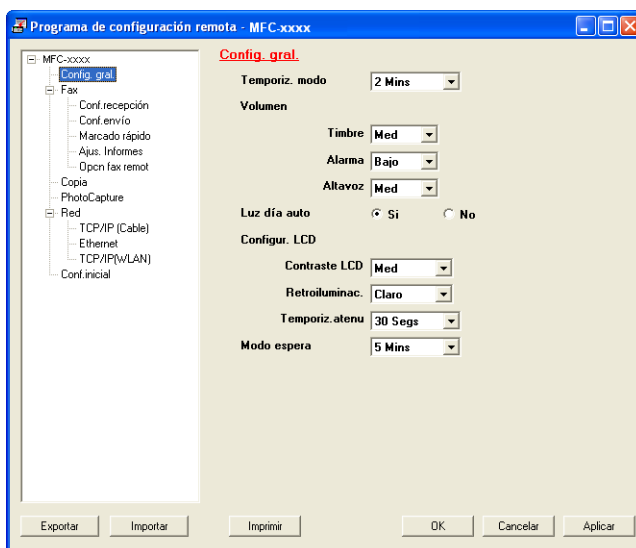 Programa de configuración remota - MFC-xxxx
MFC-xxxx
Config. gral.
Fax
Conf.recepción
Conf.envío
Marcado rápido
Ajus. Informes
Opcn fax remot
Copia
PhotoCapture
Red
TCP/IP (Cable)
Ethernet
TCP/IP(WLAN)
Conf.inicial
Config. gral.
Temporiz. modo 2 Mins
Volumen
Timbre Med
Alarma Bajo
Altavoz Med
Luz día auto Si No
Configur. LCD
Contraste LCD Med
Retroiluminac. Claro
Temporiz.atenu 30 Segs
Modo espera 5 Mins
Exportar Importar Imprimir OK Cancelar Aplicar